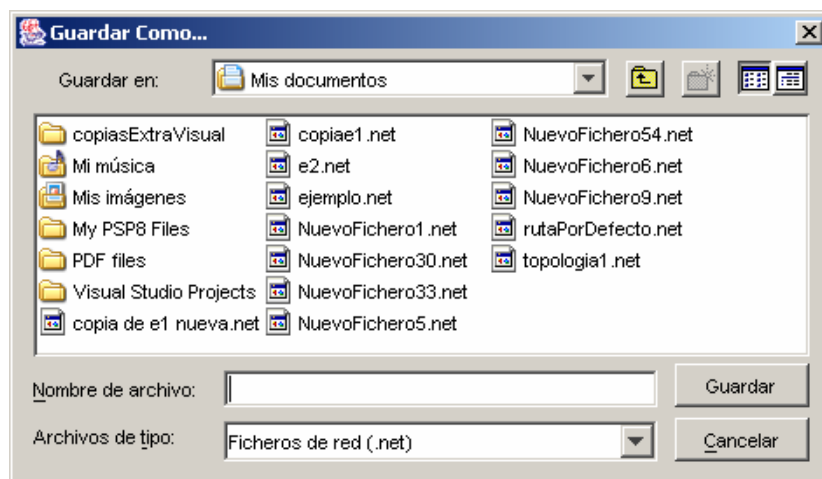 Guardar Como...
Guardar en: Mis documentos
copiasExtraVisual copiae1.net NuevoFichero54.net
Mi música e2.net NuevoFichero6.net
Mis imágenes ejemplo.net NuevoFichero9.net
My PSP8 Files NuevoFichero1.net rutaPorDefecto.net
PDF files NuevoFichero30.net topologia1.net
Visual Studio Projects NuevoFichero33.net
copia de e1 nueva.net NuevoFichero5.net
Nombre de archivo: Guardar
Archivos de tipo: Ficheros de red (.net) Cancelar